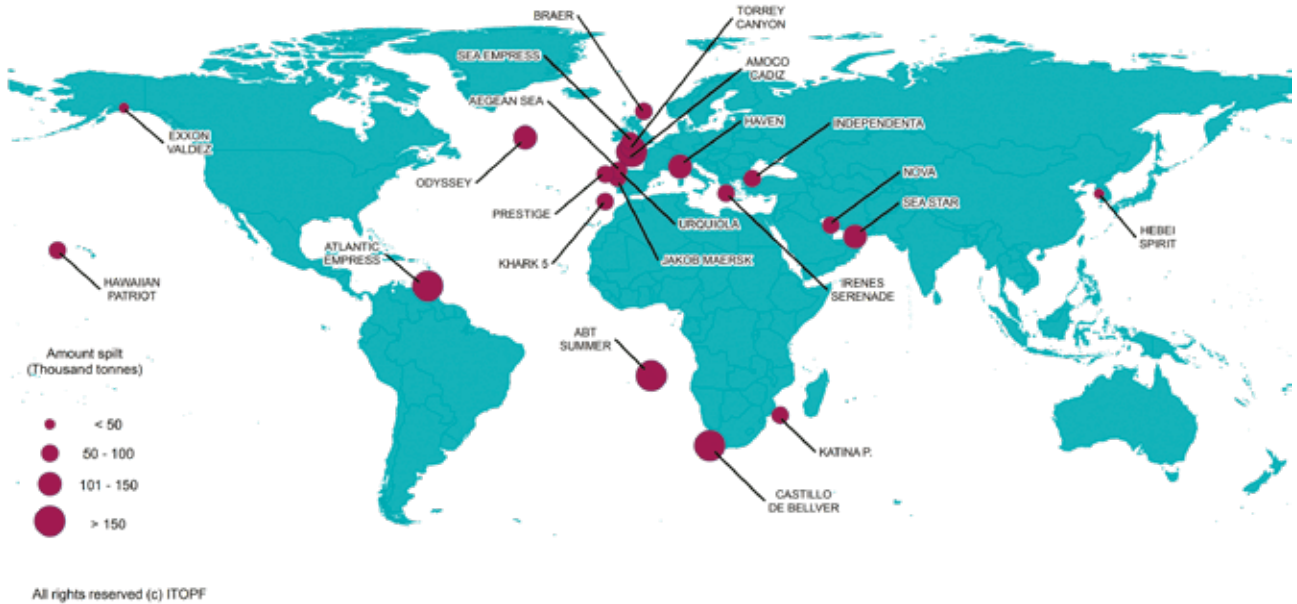 BRAER
TORREY
CANYON
SEA EMPRESS
AMOCO
CADIZ
AEGEAN SEA
HAVEN
INDEPENDENTA
EXXON
VALDEZ
ODYSSEY
NOVA
SEA STAR
PRESTIGE
URQUIOLA
HEBEI
SPIRIT
ATLANTIC
EMPRESS
KHARK 5
JAKOB MAERSK
HAWAIIAN
PATRIOT
IRENES
SERENADE
ABT
SUMMER
Amount spilt
(Thousand tonnes)
< 50
50 - 100
101 - 150
> 150
KATINA P.
CASTILLO
DE BELLVER
All rights reserved (c) ITOPF